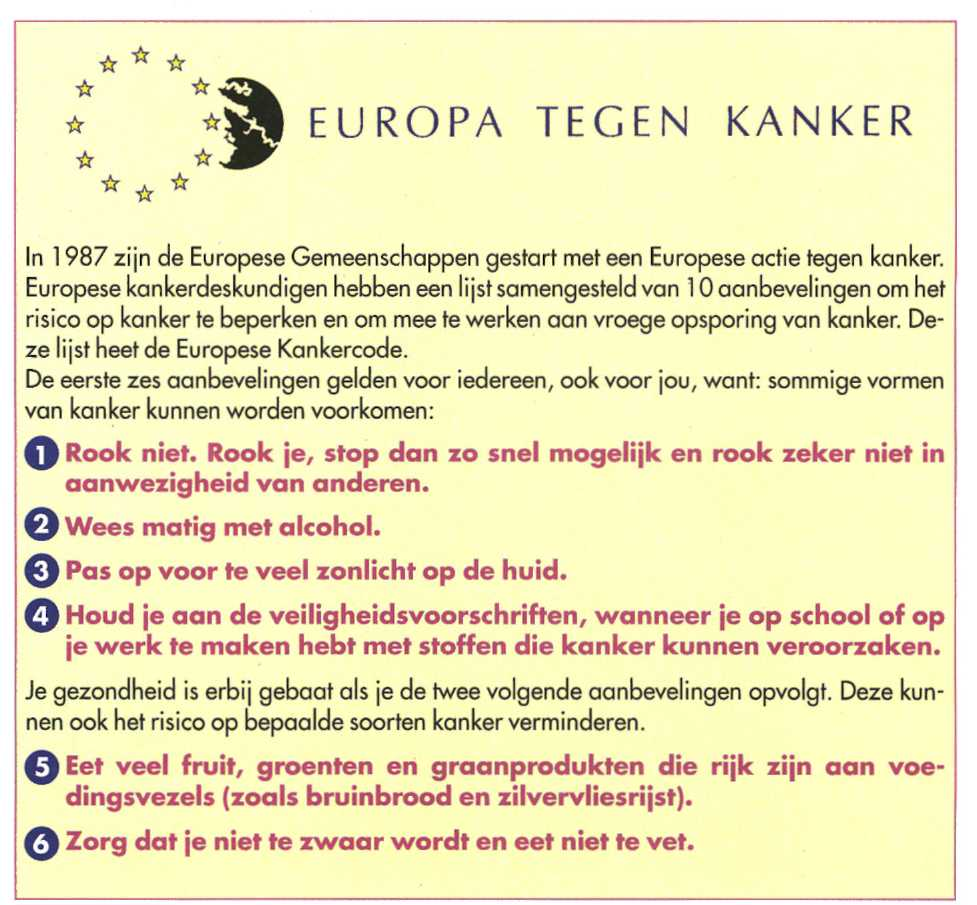 EUROPA TEGEN KANKER
In 1987 zijn de Europese Gemeenschappen gestart met een Europese actie tegen kanker.
Europese kankerdeskundigen hebben een lijst samengesteld van 10 aanbevelingen om het
risico op kanker te beperken en om mee te werken aan vroege opsporing van kanker. De-
ze lijst heet de Europese Kankercode.
De eerste zes aanbevelingen gelden voor iedereen, ook voor jou, want: sommige vormen
van kanker kunnen worden voorkomen:
1 Rook niet. Rook je, stop dan zo snel mogelijk en rook zeker niet in
aanwezigheid van anderen.
2 Wees matig met alcohol.
3 Pas op voor te veel zonlicht op de huid.
4 Houd je aan de veiligheidsvoorschriften, wanneer je op school of op
je werk te maken hebt met stoffen die kanker kunnen veroorzaken.
Je gezondheid is erbij gebaat als je de twee volgende aanbevelingen opvolgt. Deze kun-
nen ook het risico op bepaalde soorten kanker verminderen.
5 Eet veel fruit, groenten en graanprodukten die rijk zijn aan voe-
dingsvezels (zoals bruinbrood en zilvervliesrijst).
6 Zorg dat je niet te zwaar wordt en eet niet te vet.